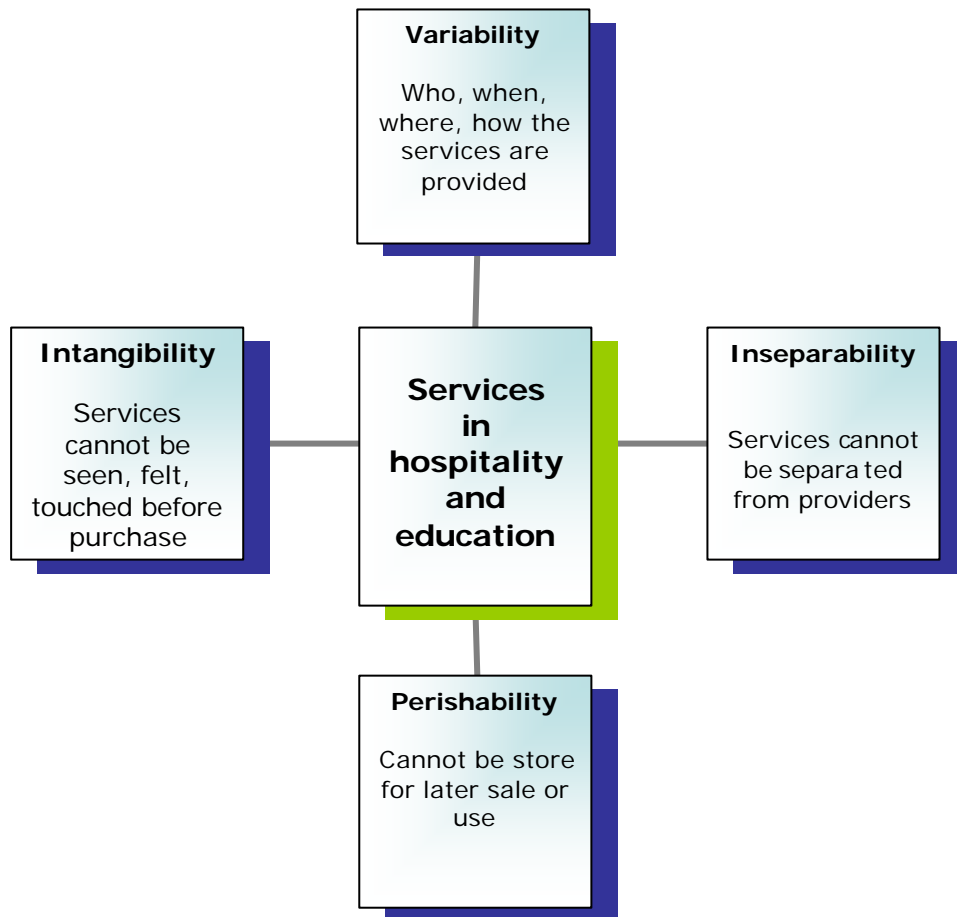 Variability
Who, when,
where, how the
services are
provided
Intangibility
Services
cannot be
seen, felt,
touched before
purchase
Services
in
hospitality
and
education
Inseparability
Services cannot
be separated
from providers
Perishability
Cannot be store
for later sale or
use